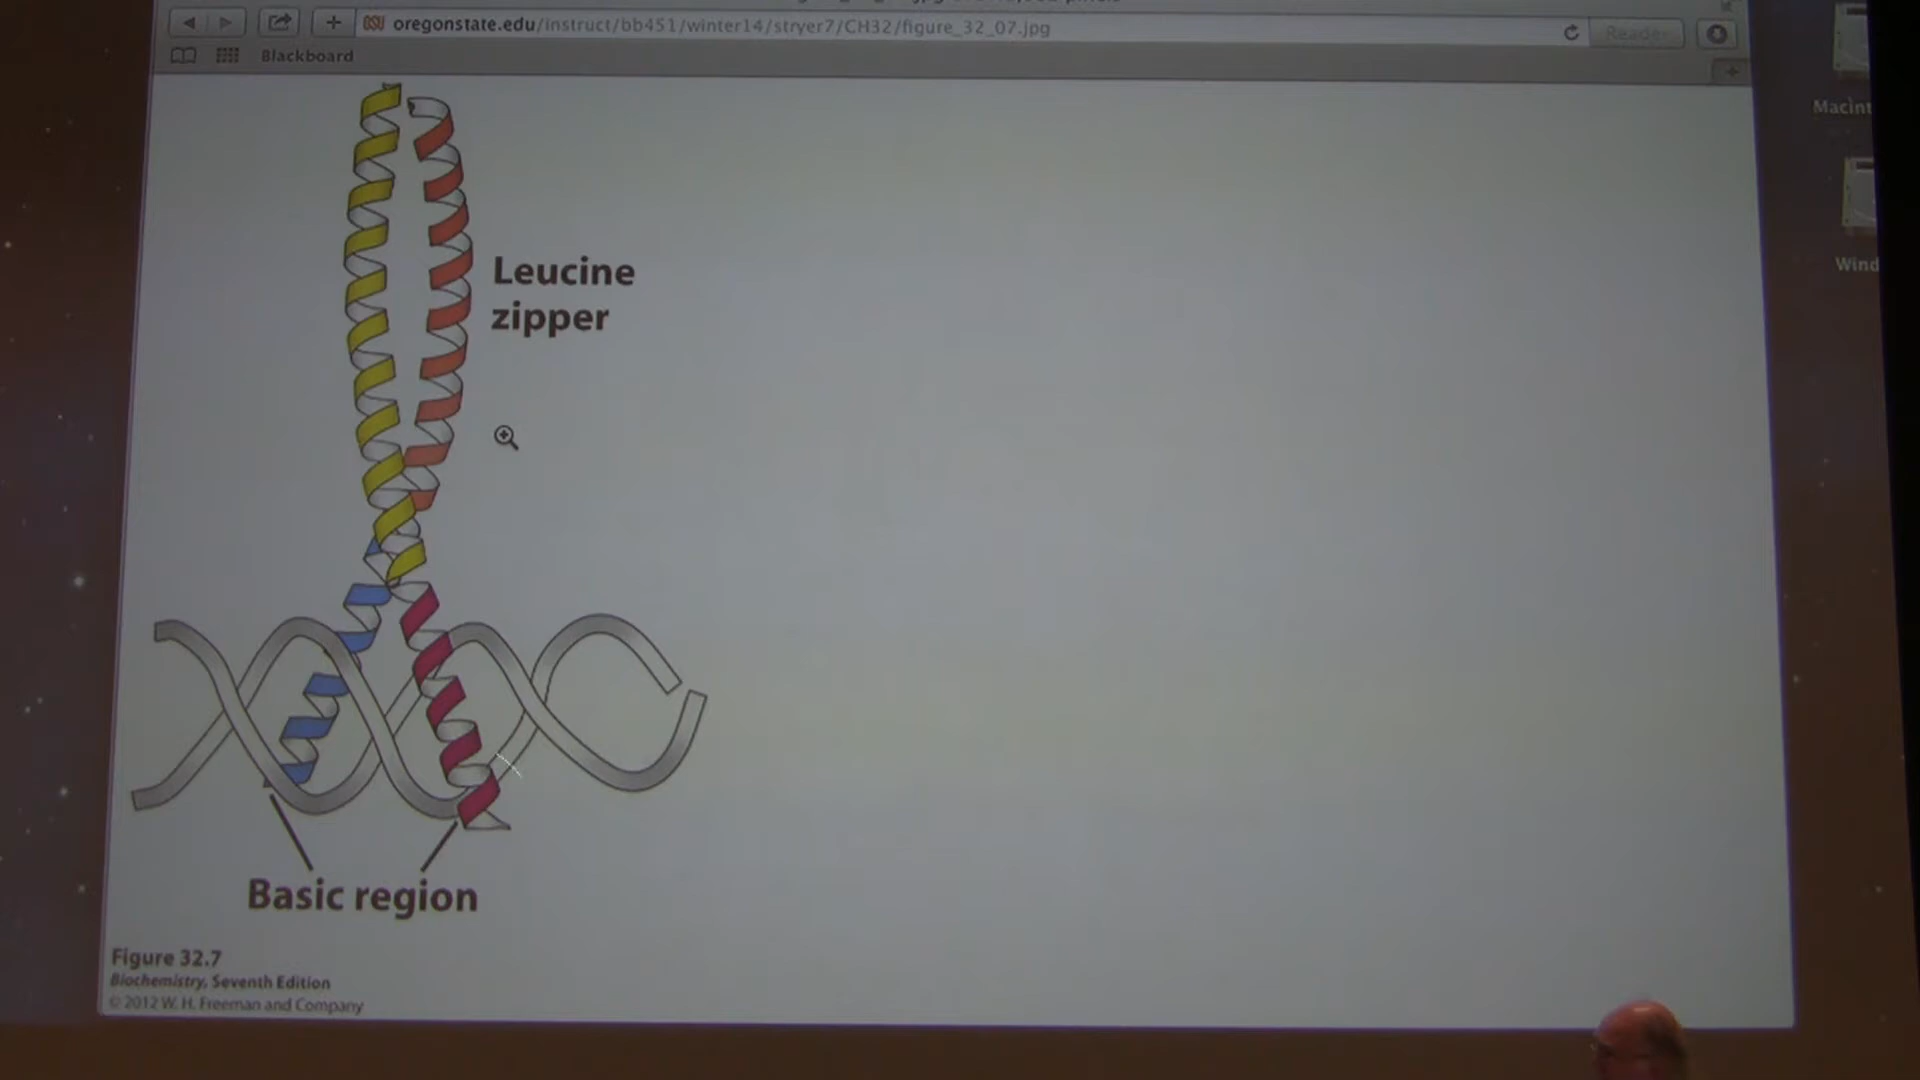 oregonstate.edu/instruct/bb451/winter14/stryer7/CH32/figure_32_07.jpg
Reader
Blackboard
Macint
Wind
Leucine
zipper
Basic region
Figure 32.7
Biochemistry, Seventh Edition
© 2012 W. H. Freeman and Company